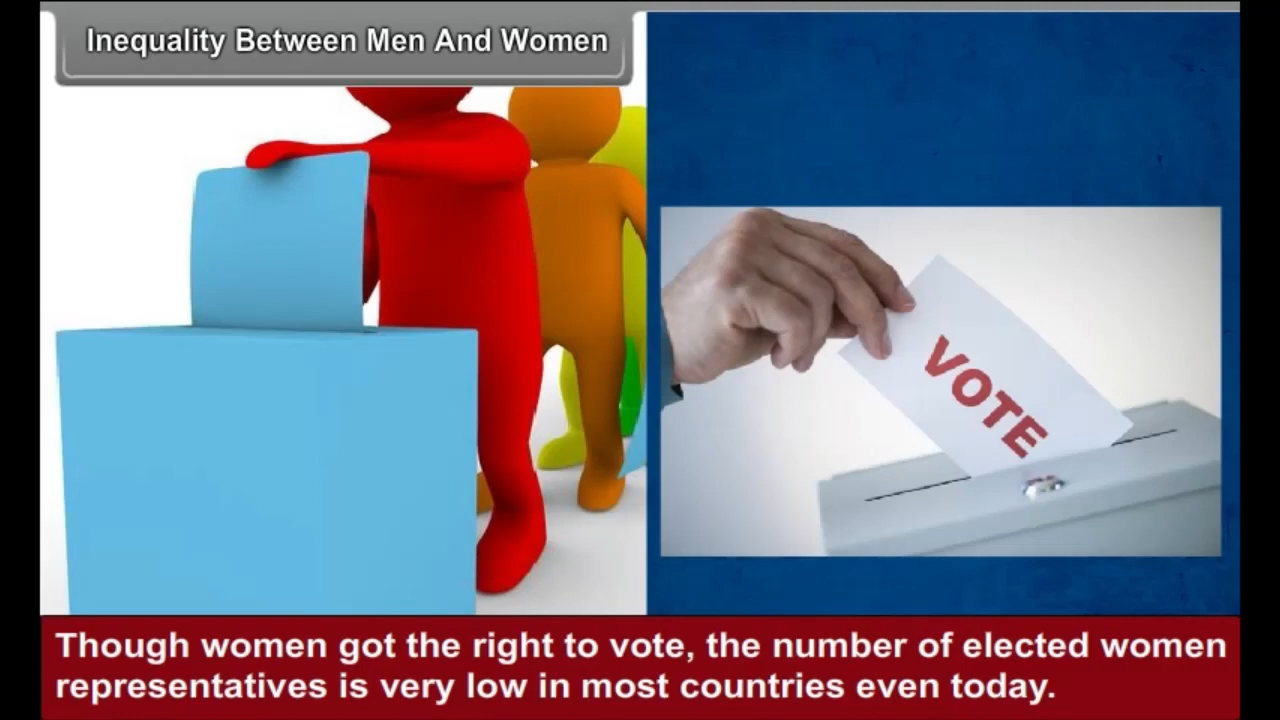 Inequality Between Men And Women
VOTE
Though women got the right to vote, the number of elected women
representatives is very low in most countries even today.